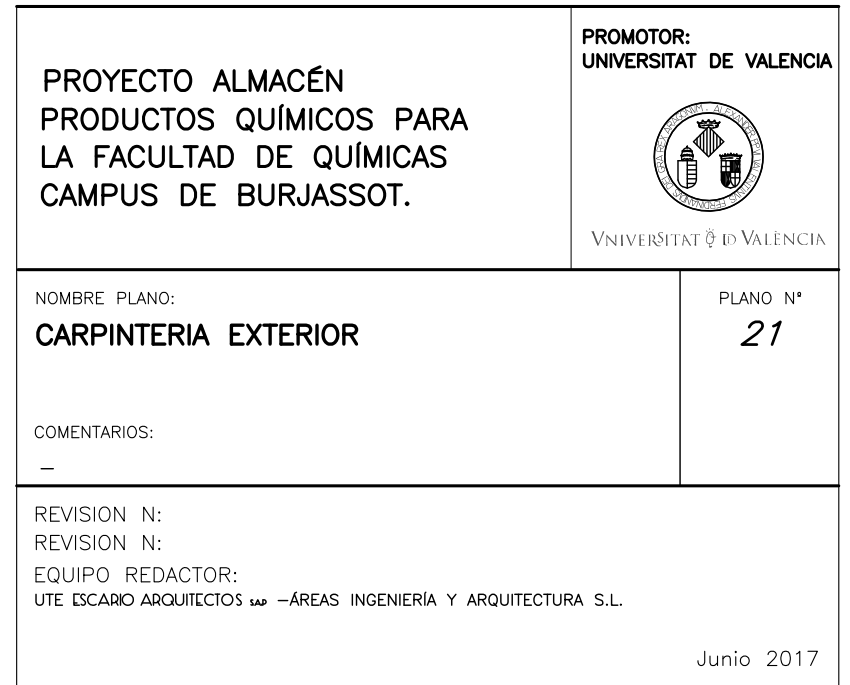 PROYECTO ALMACÉN
PRODUCTOS QUÍMICOS PARA
LA FACULTAD DE QUÍMICAS
CAMPUS DE BURJASSOT.
PROMOTOR:
UNIVERSITAT DE VALENCIA
VNIVERSITAT
VALÈNCIA
NOMBRE PLANO:
CARPINTERIA EXTERIOR
PLANO Nº
21
COMENTARIOS:
–
REVISION N:
REVISION N:
EQUIPO REDACTOR:
UTE ESCARIO ARQUITECTOS SAP –ÁREAS INGENIERÍA Y ARQUITECTURA S.L.
Junio 2017